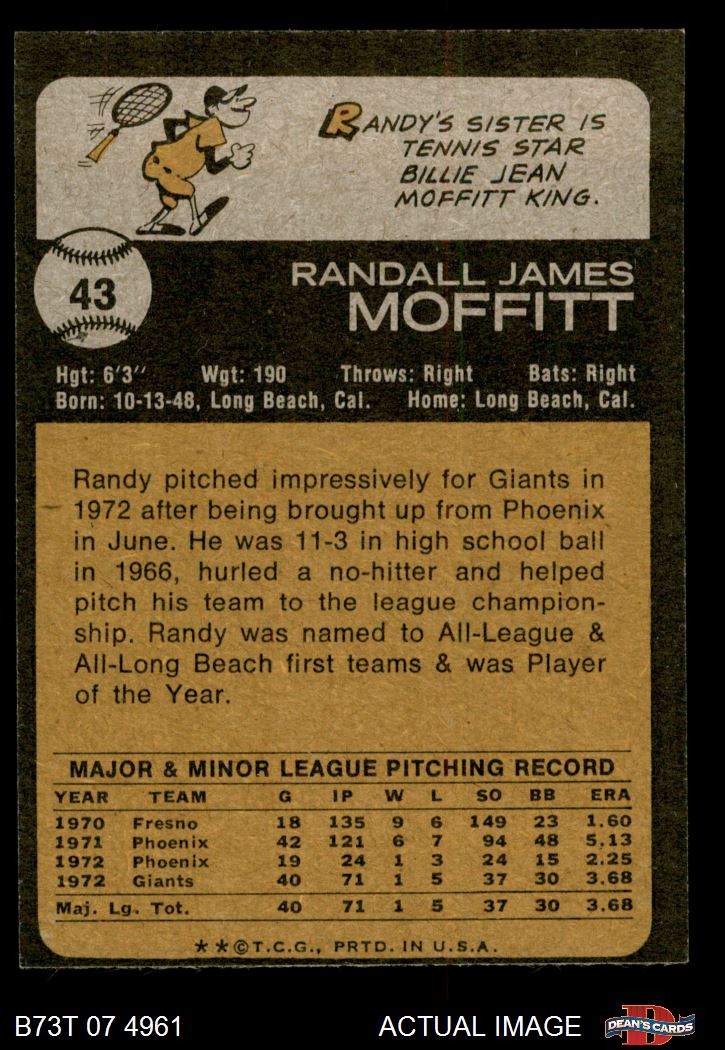 RANDY'S SISTER IS
TENNIS STAR
BILLIE JEAN
MOFFITT KING.
43
RANDALL JAMES
MOFFITT
Hgt: 6'3" Wgt: 190 Throws: Right Bats: Right
Born: 10-13-48, Long Beach, Cal. Home: Long Beach, Cal.
Randy pitched impressively for Giants in
1972 after being brought up from Phoenix
in June. He was 11-3 in high school ball
in 1966, hurled a no-hitter and helped
pitch his team to the league champion-
ship. Randy was named to All-League &
All-Long Beach first teams & was Player
of the Year.
MAJOR & MINOR LEAGUE PITCHING RECORD
YEAR TEAM G IP W L SO BB ERA
1970 Fresno 18 135 9 6 149 23 1.60
1971 Phoenix 42 121 6 7 94 48 5.13
1972 Phoenix 19 24 1 3 24 15 2.25
1972 Giants 40 71 1 5 37 30 3.68
Maj. Lg. Tot. 40 71 1 5 37 30 3.68
**©T.C.G., PRTD. IN U.S.A.
B73T 07 4961 ACTUAL IMAGE DEAN'S CARDS